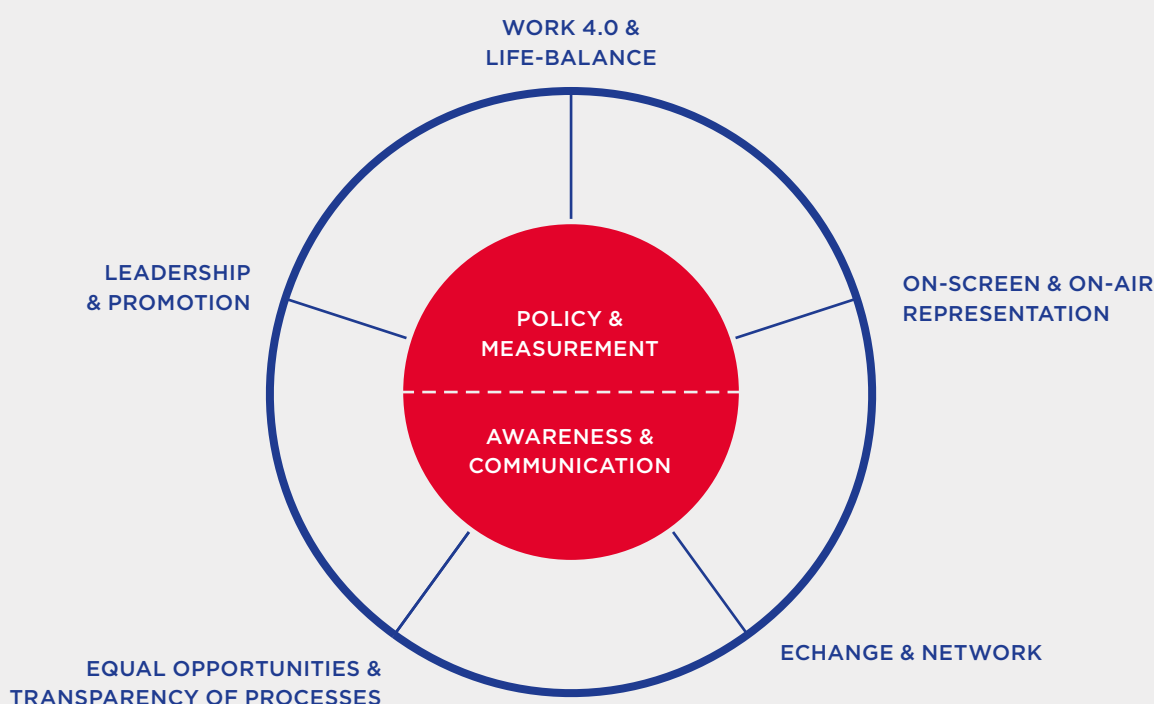 WORK 4.0 &
LIFE-BALANCE
LEADERSHIP
& PROMOTION
ON-SCREEN & ON-AIR
REPRESENTATION
POLICY &
MEASUREMENT
AWARENESS &
COMMUNICATION
ECHANGE & NETWORK
EQUAL OPPORTUNITIES &
TRANSPARENCY OF PROCESSES